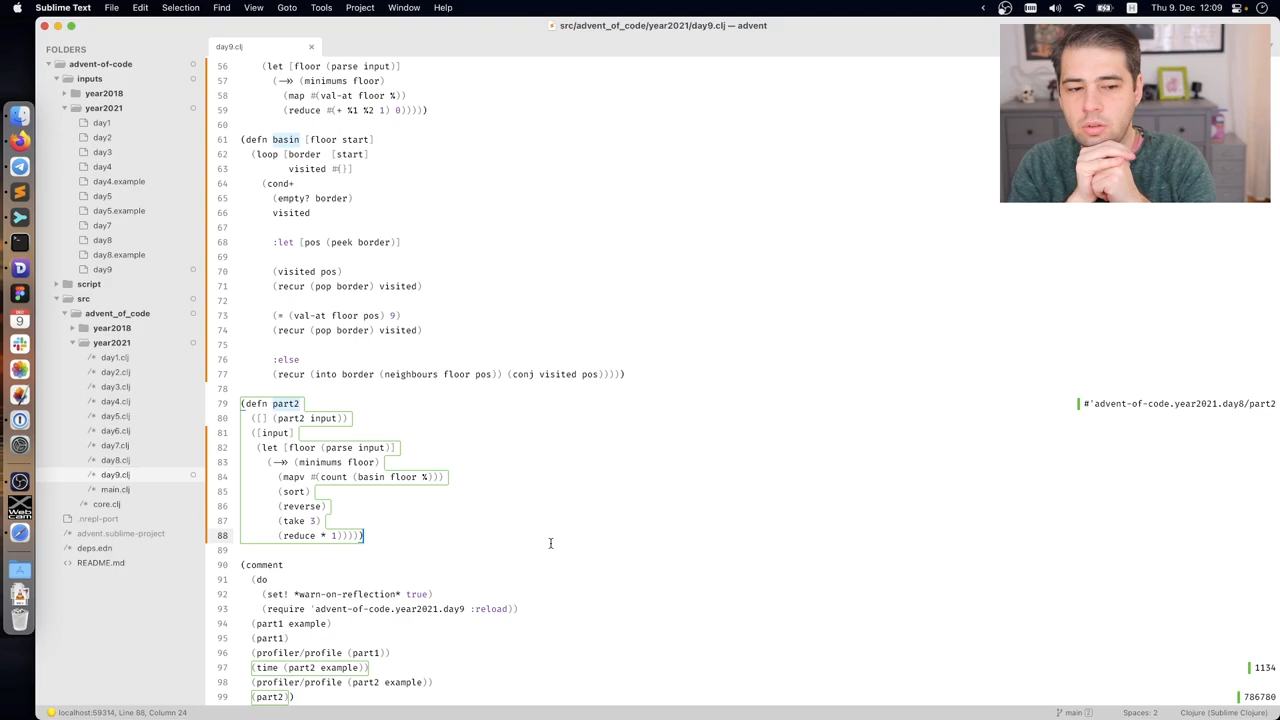 Sublime Text File Edit Selection Find View Goto Tools Project Window Help
Thu 9. Dec 12:09
src/advent_of_code/year2021/day9.clj — advent
FOLDERS
advent-of-code
inputs
year2018
year2021
day1
day2
day3
day4
day4.example
day5
day5.example
day7
day8
day8.example
day9
script
src
advent_of_code
year2018
year2021
day1.clj
day2.clj
day3.clj
day4.clj
day5.clj
day6.clj
day7.clj
day8.clj
day9.clj
main.clj
core.clj
.nrepl-port
advent.sublime-project
deps.edn
README.md
day9.clj
56 (let [floor (parse input)]
57 (->> (minimums floor)
58 (map #(val-at floor %))
59 (reduce #(+ %1 %2 1) 0)))))
60
61 (defn basin [floor start]
62 (loop [border [start]
63 visited #{}]
64 (cond+
65 (empty? border)
66 visited
67
68 :let [pos (peek border)]
69
70 (visited pos)
71 (recur (pop border) visited)
72
73 (= (val-at floor pos) 9)
74 (recur (pop border) visited)
75
76 :else
77 (recur (into border (neighbours floor pos)) (conj visited pos)))))
78
79 (defn part2 #'advent-of-code.year2021.day8/part2
80 ([] (part2 input))
81 ([input]
82 (let [floor (parse input)]
83 (->> (minimums floor)
84 (mapv #(count (basin floor %)))
85 (sort)
86 (reverse)
87 (take 3)
88 (reduce * 1)))))
89
90 (comment
91 (do
92 (set! *warn-on-reflection* true)
93 (require 'advent-of-code.year2021.day9 :reload))
94 (part1 example)
95 (part1)
96 (profiler/profile (part1))
97 (time (part2 example)) 1134
98 (profiler/profile (part2 example))
99 (part2)) 786780
localhost:59314, Line 88, Column 24
main 2
Spaces: 2
Clojure (Sublime Clojure)